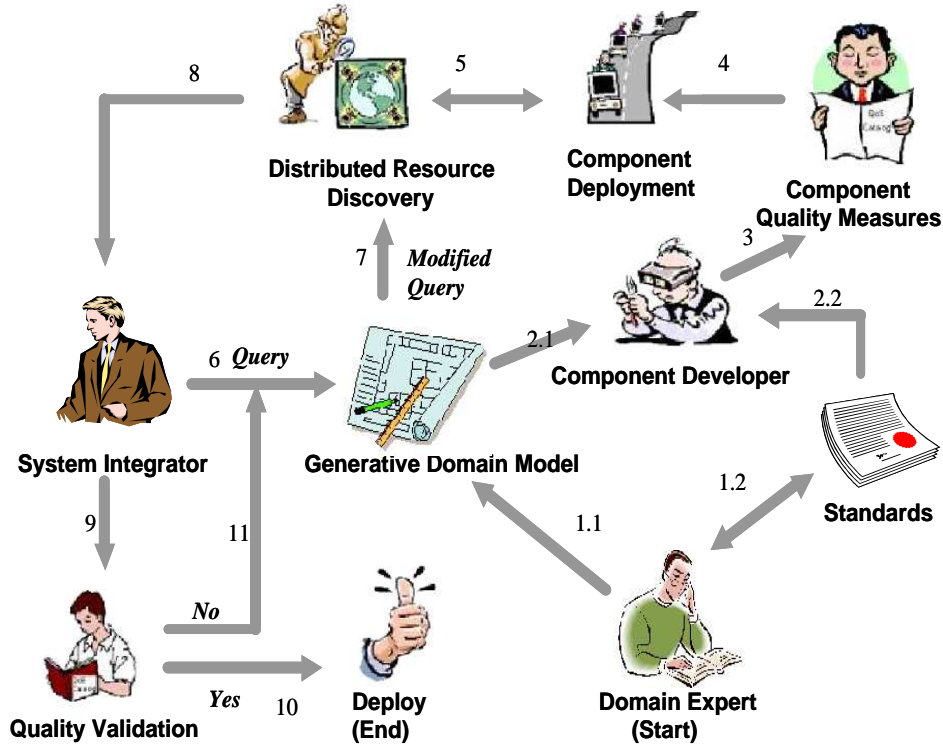 8
5
4
QoS
Catalog
Distributed Resource
Discovery
Component
Deployment
Component
Quality Measures
7
Modified
Query
3
2.2
6 Query
2.1
Component Developer
System Integrator
Generative Domain Model
1.2
Standards
9
11
1.1
No
Yes
10
Quality Validation
Deploy
(End)
Domain Expert
(Start)